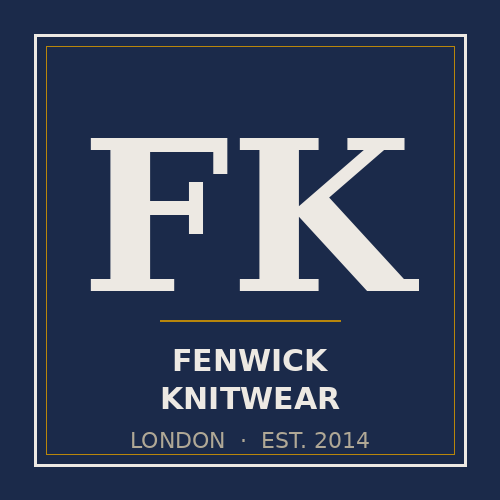 FK
FENWICK
KNITWEAR
LONDON · EST. 2014